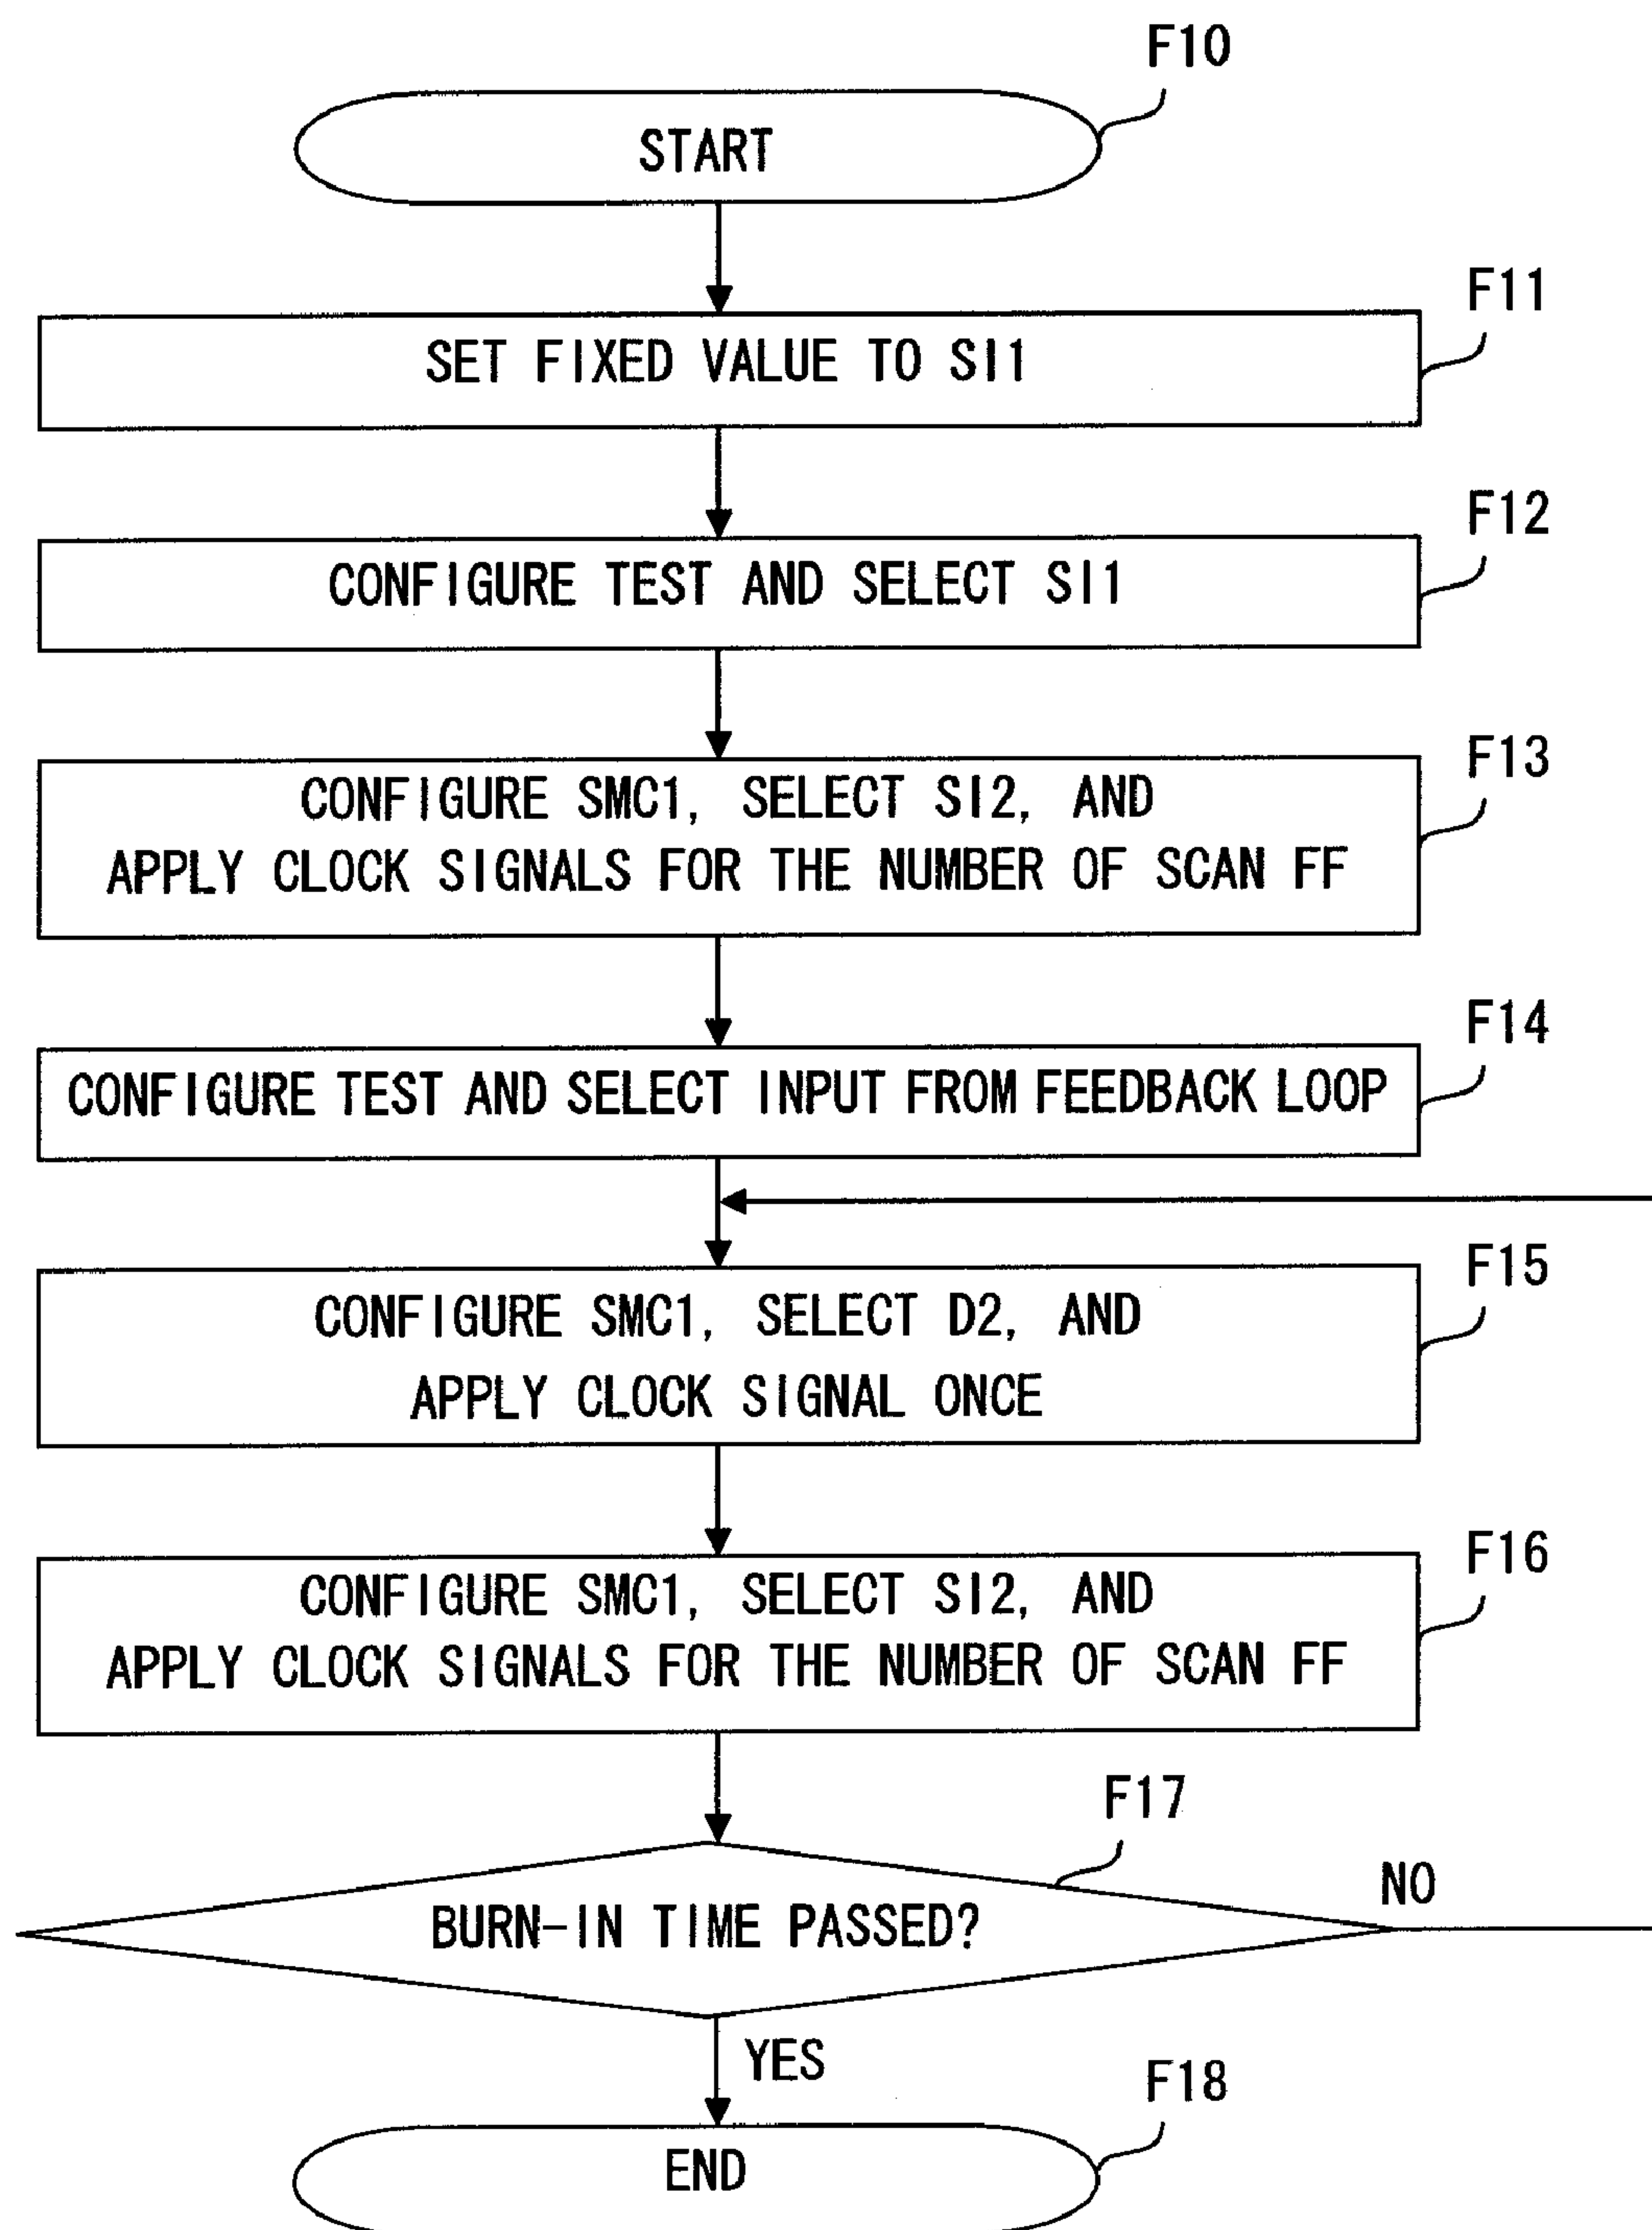 F10
START
F11
SET FIXED VALUE TO SI1
F12
CONFIGURE TEST AND SELECT SI1
F13
CONFIGURE SMC1, SELECT SI2, AND
APPLY CLOCK SIGNALS FOR THE NUMBER OF SCAN FF
F14
CONFIGURE TEST AND SELECT INPUT FROM FEEDBACK LOOP
F15
CONFIGURE SMC1, SELECT D2, AND
APPLY CLOCK SIGNAL ONCE
F16
CONFIGURE SMC1, SELECT SI2, AND
APPLY CLOCK SIGNALS FOR THE NUMBER OF SCAN FF
F17
NO
BURN-IN TIME PASSED?
YES
F18
END